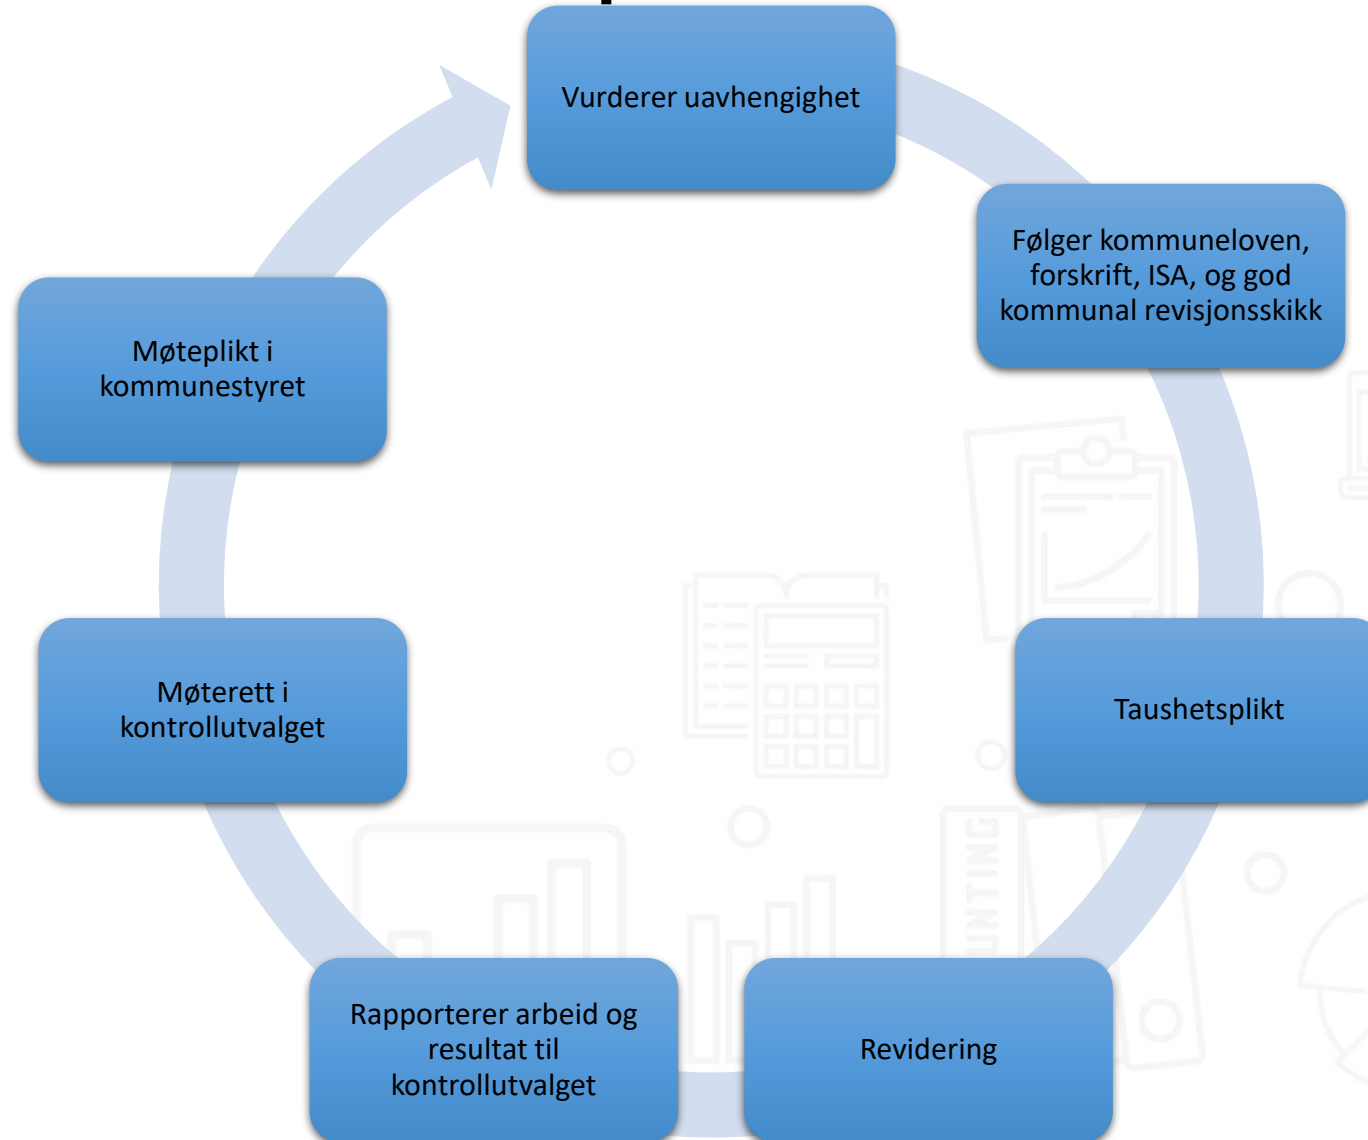 Vurderer uavhengighet
Følger kommuneloven,
forskrift, ISA, og god
kommunal revisjonsskikk
Taushetsplikt
Revidering
Rapporterer arbeid og
resultat til
kontrollutvalget
Møterett i
kontrollutvalget
Møteplikt i
kommunestyret
UNTING